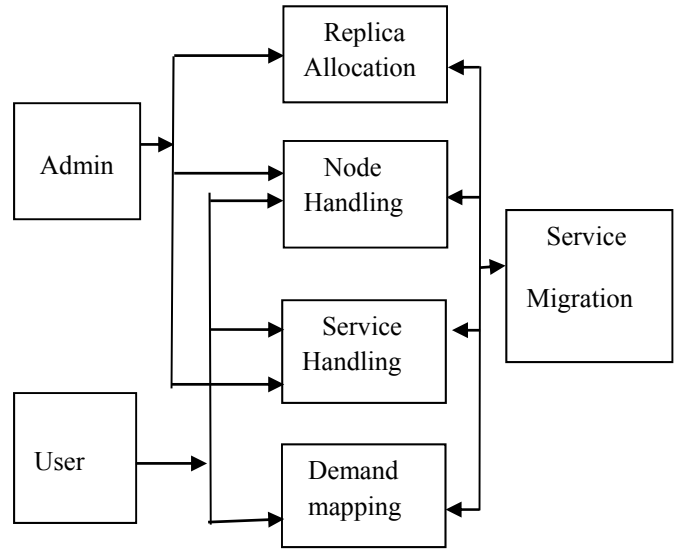 Replica
Allocation
Admin
Node
Handling
Service
Migration
Service
Handling
User
Demand
mapping